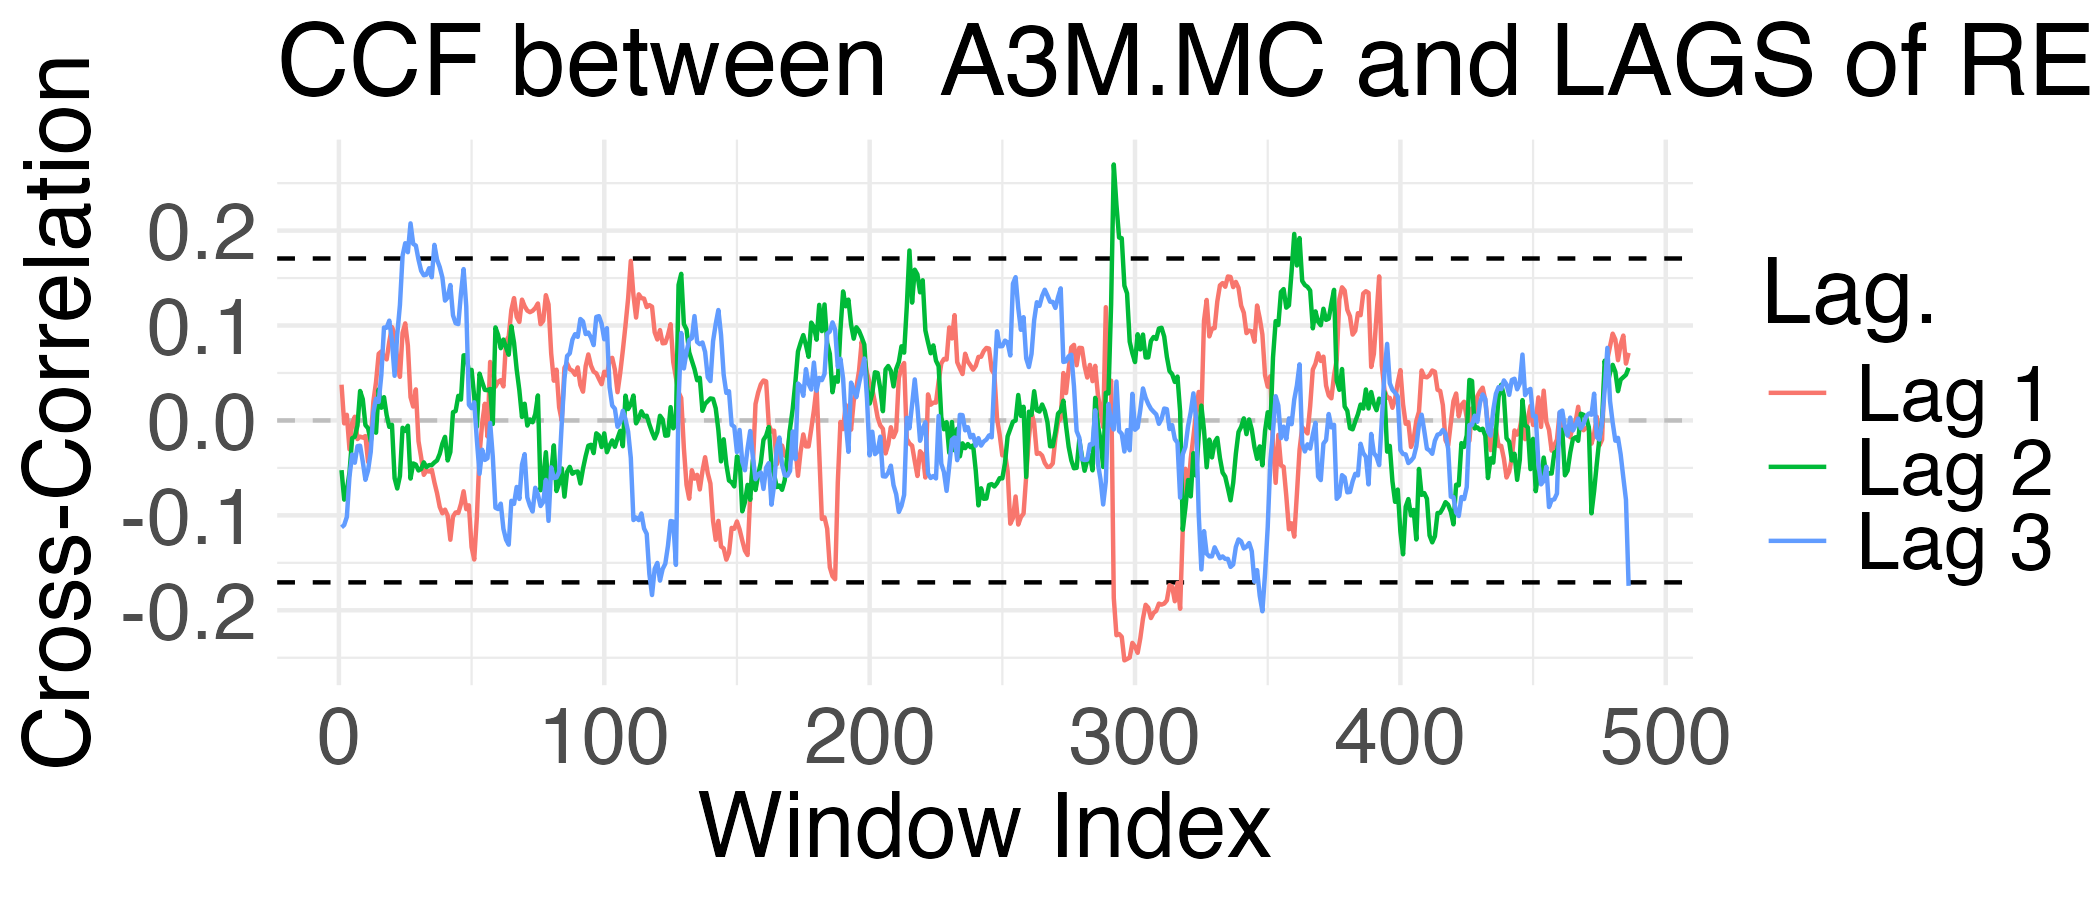 CCF between  A3M.MC and LAGS of RE
Cross-Correlation
0.2
0.1
0.0
-0.1
-0.2
0 100 200 300 400 500
Window Index
Lag.
Lag 1
Lag 2
Lag 3